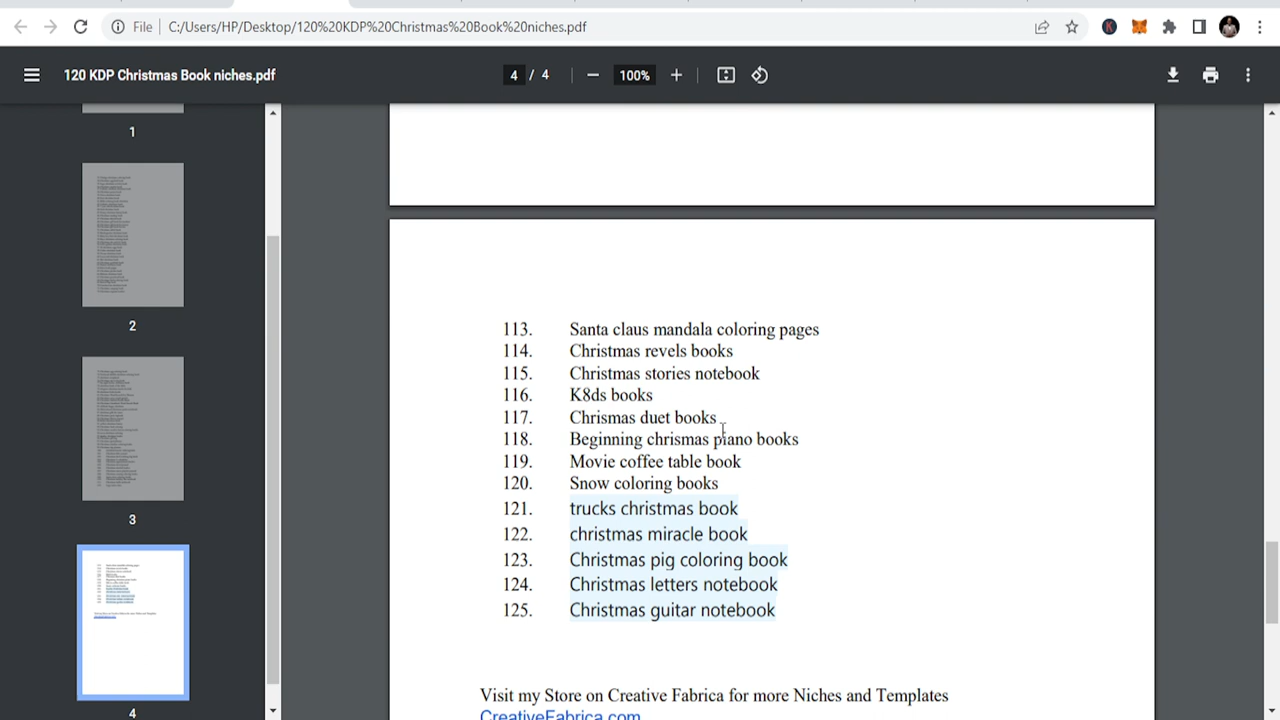 File
C:/Users/HP/Desktop/120%20KDP%20Christmas%20Book%20niches.pdf
120 KDP Christmas Book niches.pdf
4 / 4
100%
1
2
3
4
113. Santa claus mandala coloring pages
114. Christmas revels books
115. Christmas stories notebook
116. K8ds books
117. Chrismas duet books
118. Beginning chrismas piano books
119. Movie coffee table book
120. Snow coloring books
121. trucks christmas book
122. christmas miracle book
123. Christmas pig coloring book
124. Christmas letters notebook
125. Christmas guitar notebook
Visit my Store on Creative Fabrica for more Niches and Templates
CreativeFabrica.com